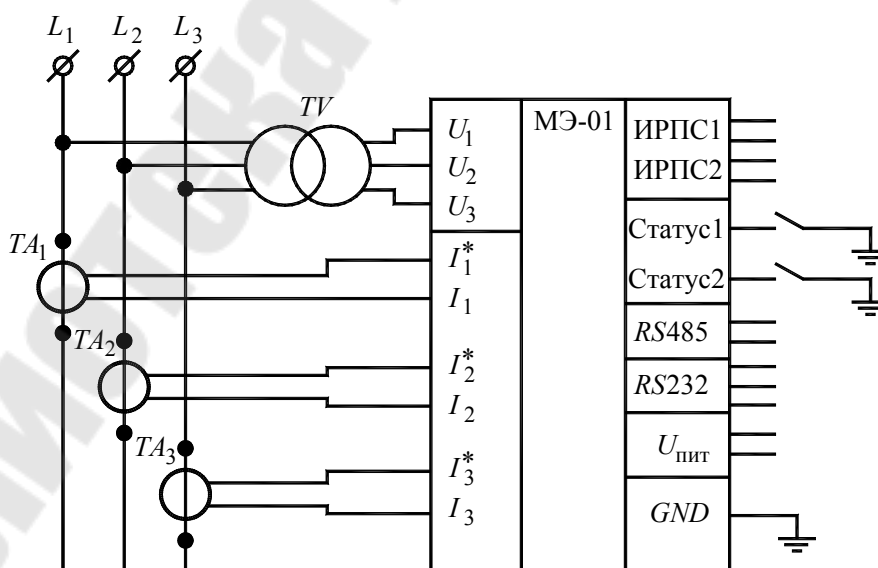 L1 L2 L3
TV
МЭ-01
U1
U2
U3
ИРПС1
ИРПС2
Статус1
Статус2
TA1
I1*
I1
TA2
I2*
I2
TA3
I3*
I3
RS485
RS232
Uпит
GND